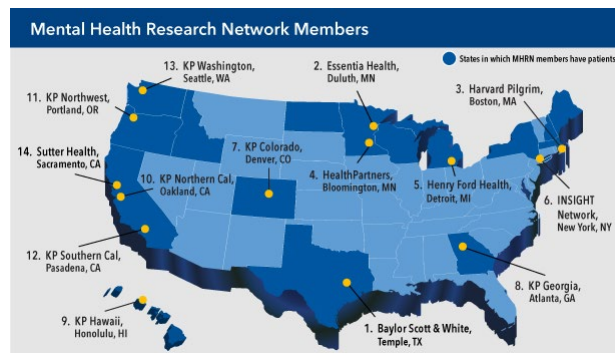 Mental Health Research Network Members
States in which MHRN members have patients
13. KP Washington,
Seattle, WA
2. Essentia Health,
Duluth, MN
3. Harvard Pilgrim,
Boston, MA
11. KP Northwest,
Portland, OR
14. Sutter Health,
Sacramento, CA
7. KP Colorado,
Denver, CO
4. HealthPartners,
Bloomington, MN
5. Henry Ford Health,
Detroit, MI
10. KP Northern Cal,
Oakland, CA
6. INSIGHT
Network,
New York, NY
12. KP Southern Cal,
Pasadena, CA
8. KP Georgia,
Atlanta, GA
9. KP Hawaii,
Honolulu, HI
1. Baylor Scott & White,
Temple, TX